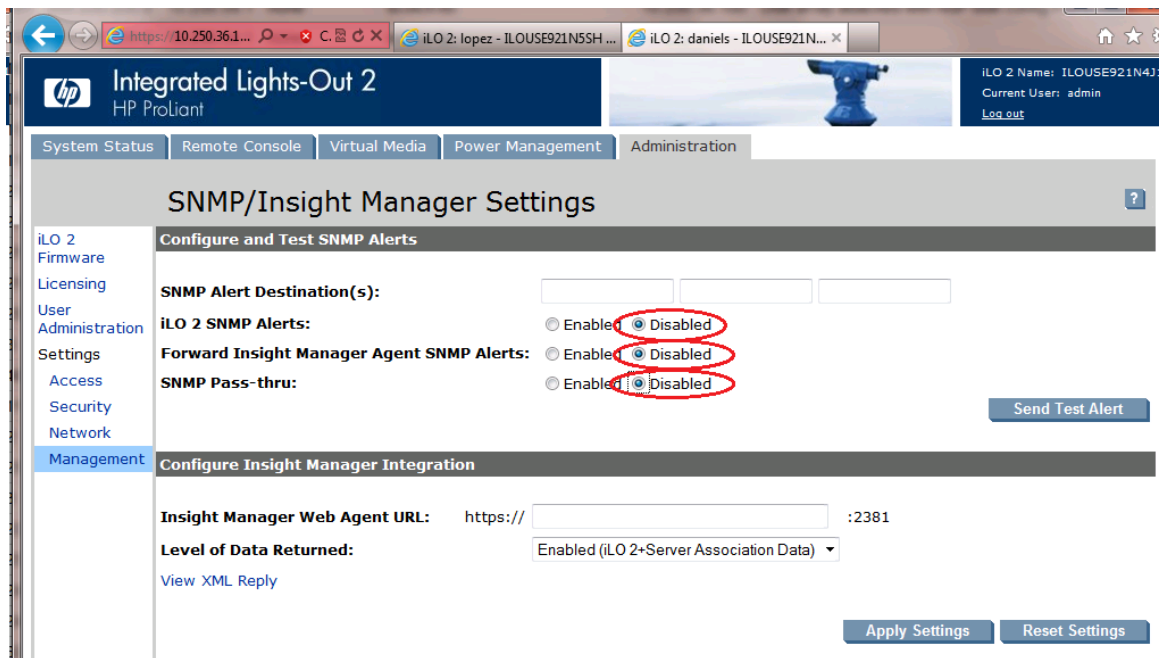 https://10.250.36.1... C. iLO 2: lopez - ILOUSE921N5SH ... iLO 2: daniels - ILOUSE921N...
hp
Integrated Lights-Out 2
HP ProLiant
iLO 2 Name: ILOUSE921N4J
Current User: admin
Log out
System Status Remote Console Virtual Media Power Management Administration
SNMP/Insight Manager Settings
?
iLO 2
Firmware
Licensing
User
Administration
Settings
Access
Security
Network
Management
Configure and Test SNMP Alerts
SNMP Alert Destination(s):
iLO 2 SNMP Alerts: Enabled Disabled
Forward Insight Manager Agent SNMP Alerts: Enabled Disabled
SNMP Pass-thru: Enabled Disabled
Send Test Alert
Configure Insight Manager Integration
Insight Manager Web Agent URL: https:// :2381
Level of Data Returned: Enabled (iLO 2+Server Association Data)
View XML Reply
Apply Settings Reset Settings